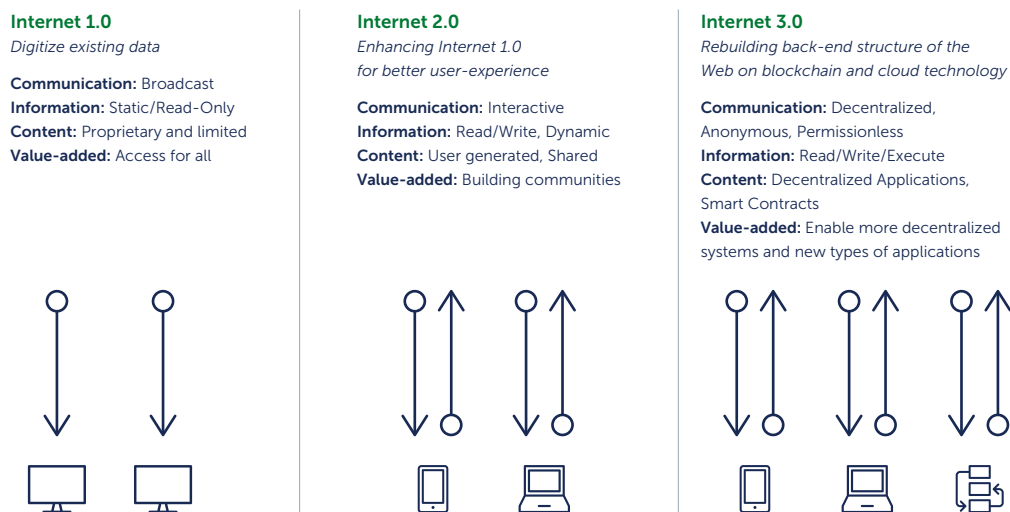 Internet 1.0
Digitize existing data
Communication: Broadcast
Information: Static/Read-Only
Content: Proprietary and limited
Value-added: Access for all
Internet 2.0
Enhancing Internet 1.0
for better user-experience
Communication: Interactive
Information: Read/Write, Dynamic
Content: User generated, Shared
Value-added: Building communities
Internet 3.0
Rebuilding back-end structure of the
Web on blockchain and cloud technology
Communication: Decentralized,
Anonymous, Permissionless
Information: Read/Write/Execute
Content: Decentralized Applications,
Smart Contracts
Value-added: Enable more decentralized
systems and new types of applications